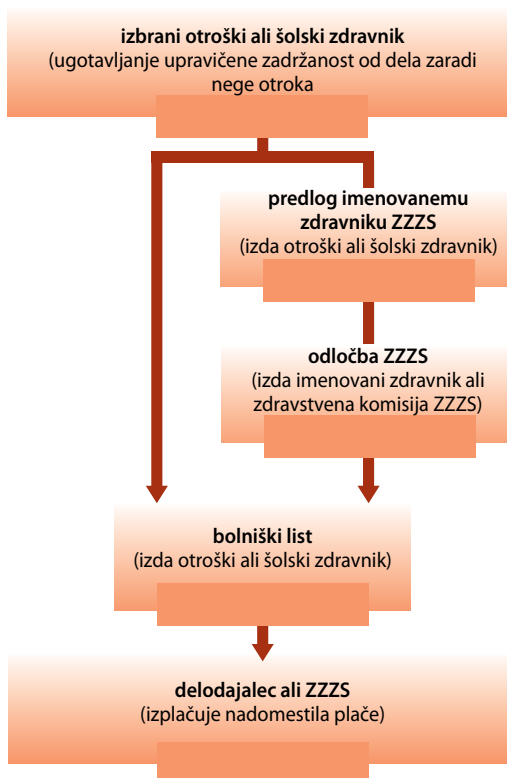 izbrani otroški ali šolski zdravnik
(ugotavljanje upravičene zadržanost od dela zaradi
nege otroka
predlog imenovanemu
zdravniku ZZZS
(izda otroški ali šolski zdravnik)
odločba ZZZS
(izda imenovani zdravnik ali
zdravstvena komisija ZZZS)
bolniški list
(izda otroški ali šolski zdravnik)
delodajalec ali ZZZS
(izplačuje nadomestila plače)